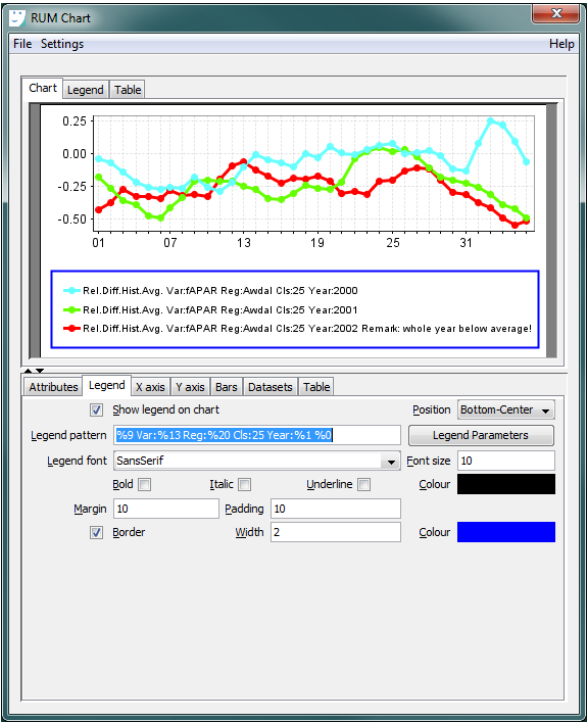 RUM Chart
File Settings Help
Chart Legend Table
0.25
0.00
-0.25
-0.50
01 07 13 19 25 31
Rel.Diff.Hist.Avg. Var:fAPAR Reg:Awdal Cls:25 Year:2000
Rel.Diff.Hist.Avg. Var:fAPAR Reg:Awdal Cls:25 Year:2001
Rel.Diff.Hist.Avg. Var:fAPAR Reg:Awdal Cls:25 Year:2002 Remark: whole year below average!
Attributes Legend X axis Y axis Bars Datasets Table
Show legend on chart Position Bottom-Center
Legend pattern %9 Var:%13 Reg:%20 Cls:25 Year:%1 %0 Legend Parameters
Legend font SansSerif Font size 10
Bold Italic Underline Colour
Margin 10 Padding 10
Border Width 2 Colour